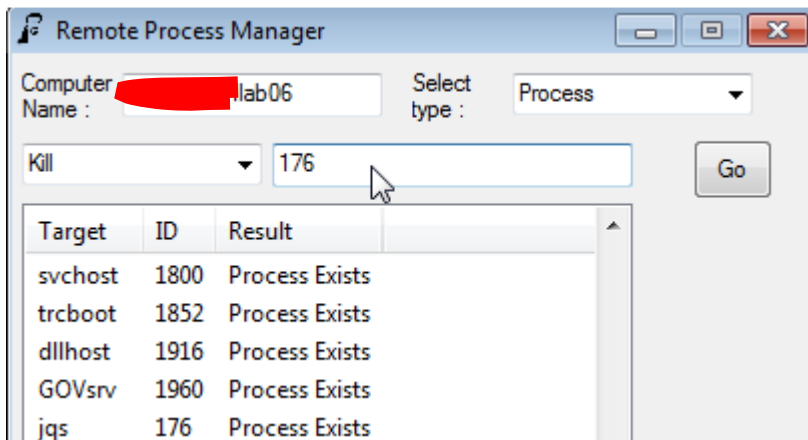 Remote Process Manager
Computer Name : lab06 Select type : Process
Kill 176 Go
Target ID Result
svchost 1800 Process Exists
trcboot 1852 Process Exists
dllhost 1916 Process Exists
GOVsrv 1960 Process Exists
jqs 176 Process Exists